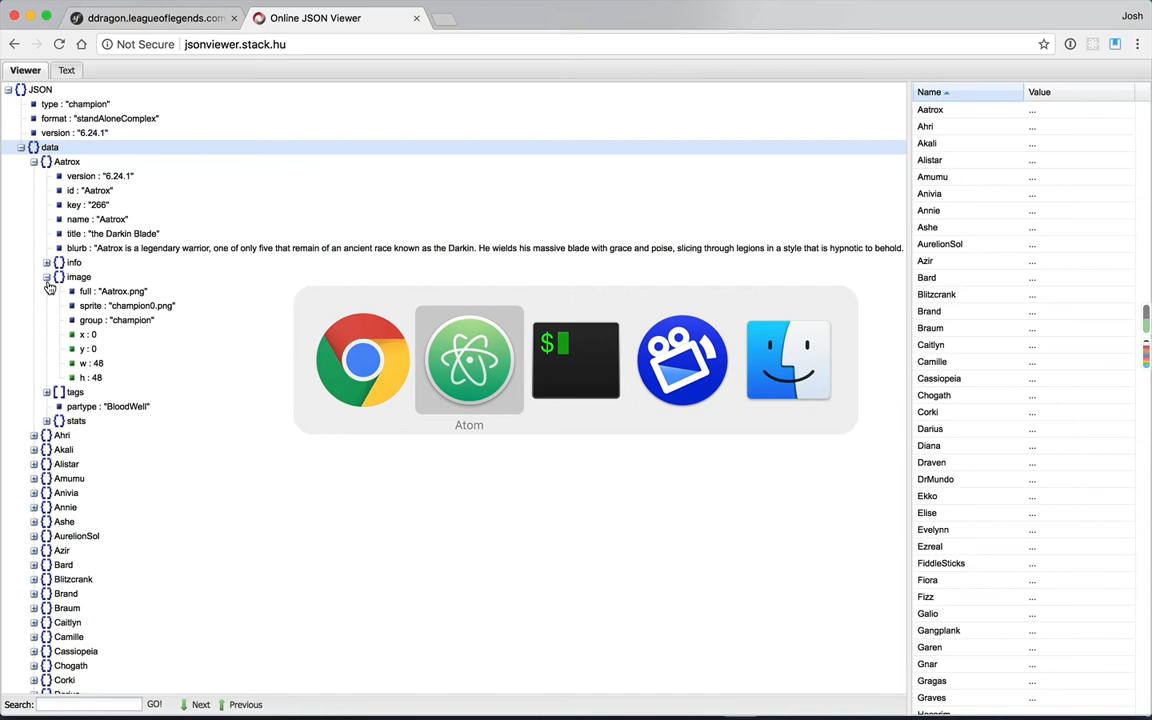 ddragon.leagueoflegends.com
Online JSON Viewer
Josh
Not Secure
jsonviewer.stack.hu
Viewer
Text
JSON
type : "champion"
format : "standAloneComplex"
version : "6.24.1"
data
Aatrox
version : "6.24.1"
id : "Aatrox"
key : "266"
name : "Aatrox"
title : "the Darkin Blade"
blurb : "Aatrox is a legendary warrior, one of only five that remain of an ancient race known as the Darkin. He wields his massive blade with grace and poise, slicing through legions in a style that is hypnotic to behold.
info
image
full : "Aatrox.png"
sprite : "champion0.png"
group : "champion"
x : 0
y : 0
w : 48
h : 48
tags
partype : "BloodWell"
stats
Ahri
Akali
Alistar
Amumu
Anivia
Annie
Ashe
AurelionSol
Azir
Bard
Blitzcrank
Brand
Braum
Caitlyn
Camille
Cassiopeia
Chogath
Corki
Darius
$
Atom
Name
Value
Aatrox ...
Ahri ...
Akali ...
Alistar ...
Amumu ...
Anivia ...
Annie ...
Ashe ...
AurelionSol ...
Azir ...
Bard ...
Blitzcrank ...
Brand ...
Braum ...
Caitlyn ...
Camille ...
Cassiopeia ...
Chogath ...
Corki ...
Darius ...
Diana ...
Draven ...
DrMundo ...
Ekko ...
Elise ...
Evelynn ...
Ezreal ...
FiddleSticks ...
Fiora ...
Fizz ...
Galio ...
Gangplank ...
Garen ...
Gnar ...
Gragas ...
Graves ...
Hecarim
Search:
GO!
Next
Previous